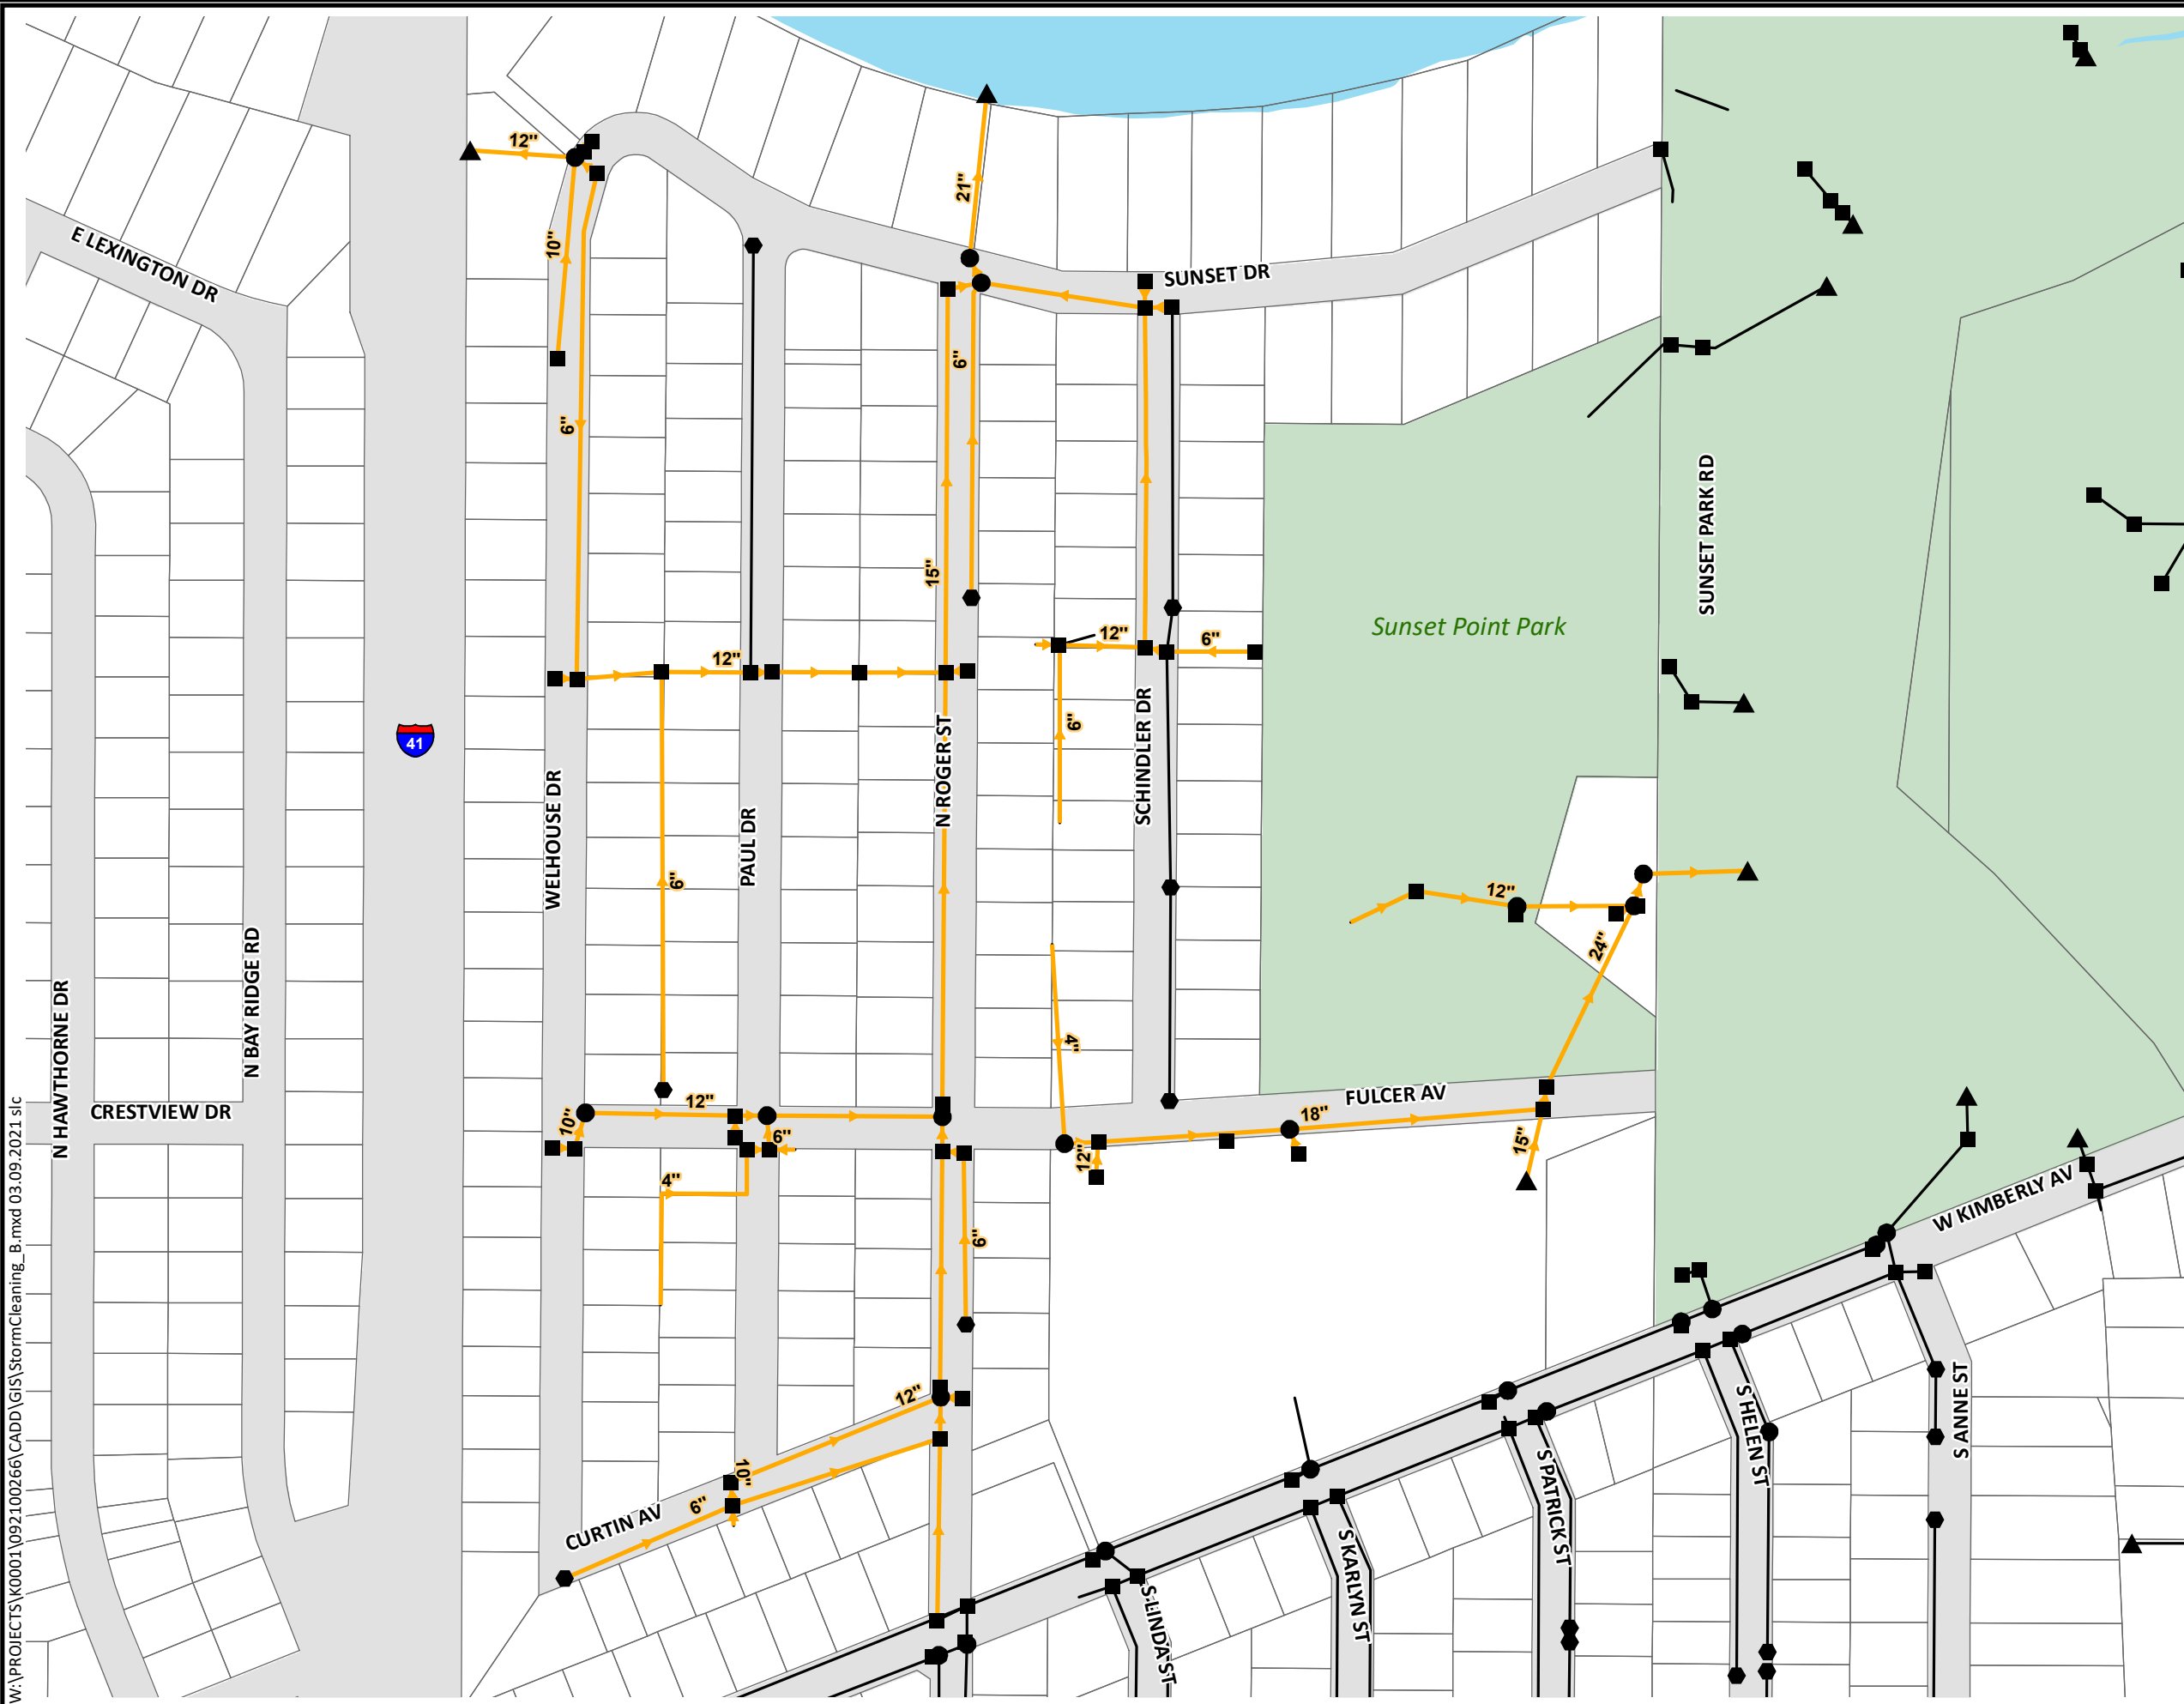 12"
21"
10"
E LEXINGTON DR
SUNSET DR
6"
6"
SUNSET PARK RD
15"
Sunset Point Park
12"
6"
12"
41
6"
N ROGER ST
SCHINDLER DR
WELHOUSE DR
PAUL DR
6"
12"
24"
N BAY RIDGE RD
N HAWTHORNE DR
4"
CRESTVIEW DR
12"
10"
FULCER AV
18"
6"
12"
15"
4"
W KIMBERLY AV
6"
12"
S ANNE ST
S HELEN ST
10"
6"
CURTIN AV
S PATRICK ST
S KARLYN ST
S LINDA ST
W:\PROJECTS\K0001\092100266\CADD\GIS\StormCleaning_B.mxd 03.09.2021 slc